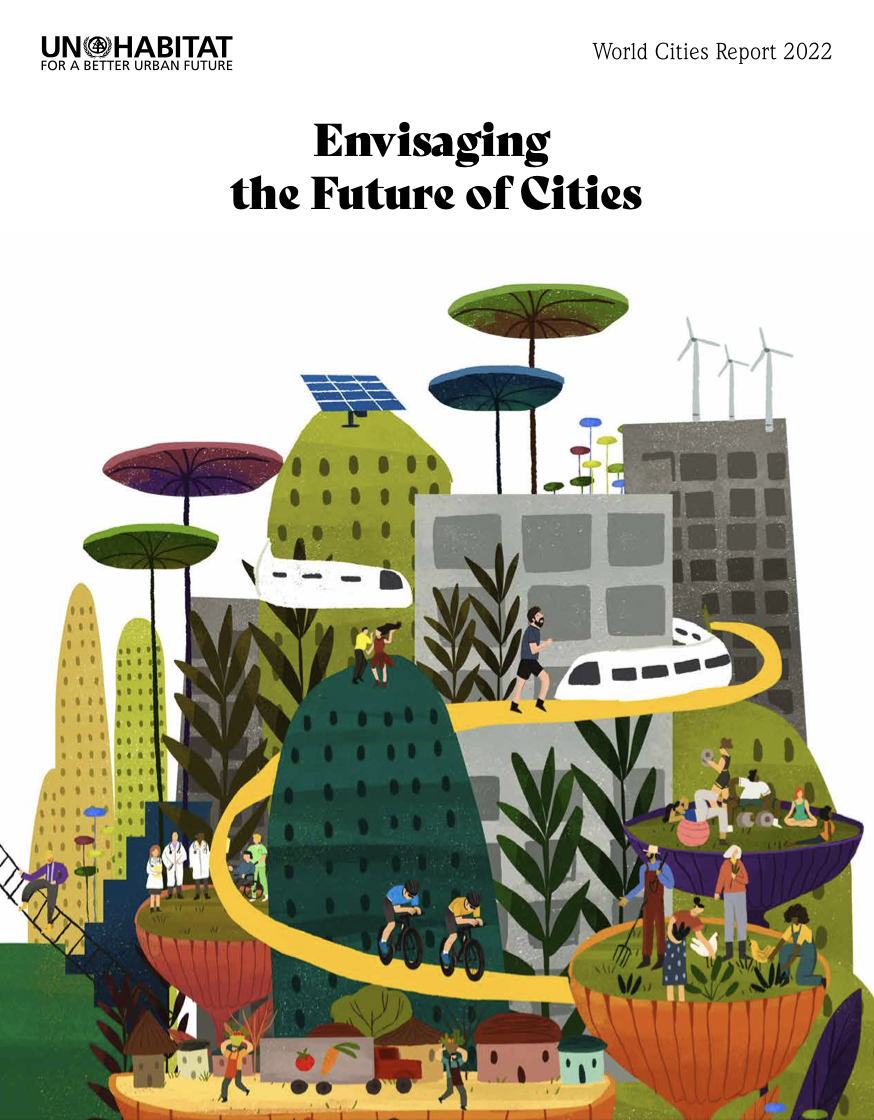 UN HABITAT
FOR A BETTER URBAN FUTURE
World Cities Report 2022
Envisaging
the Future of Cities